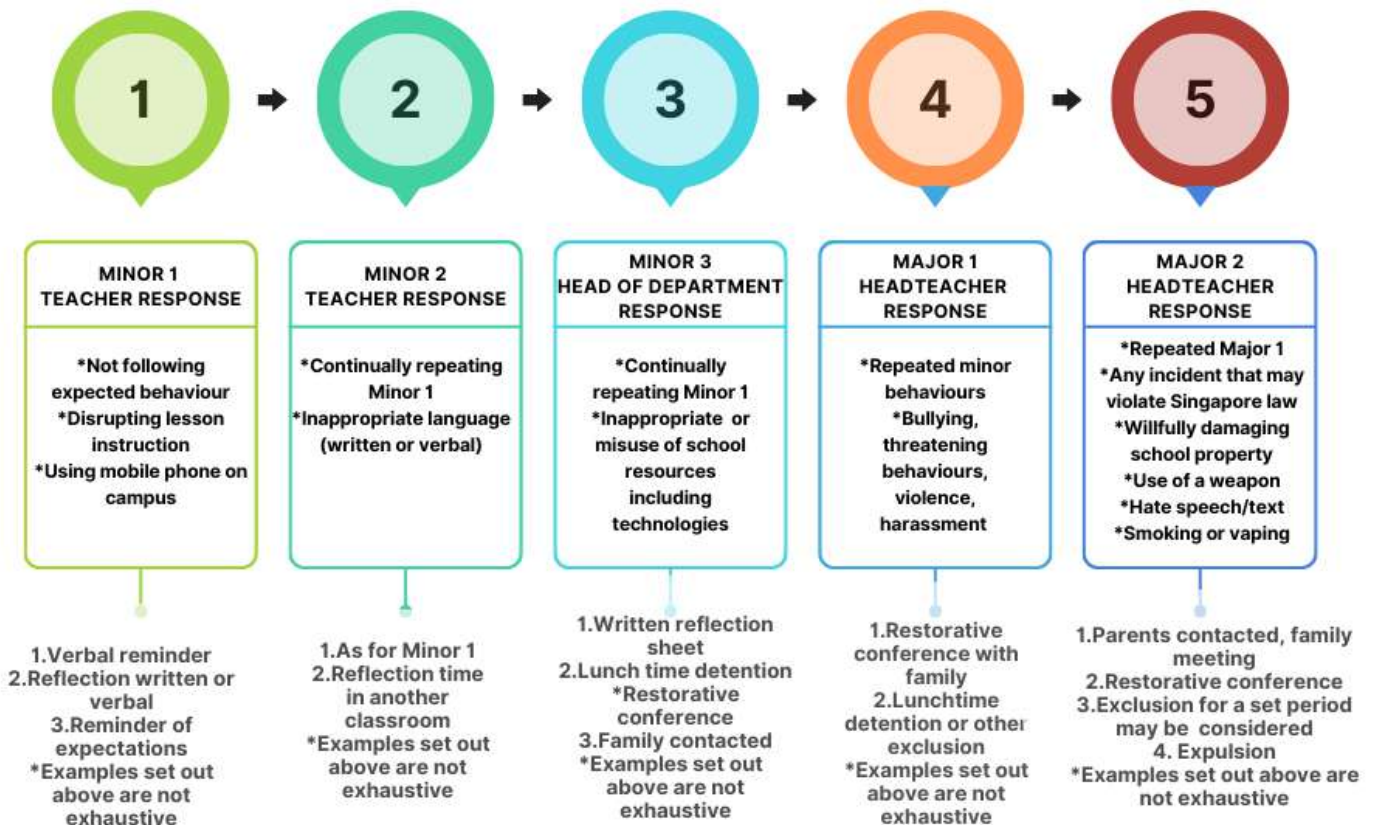 1
2
3
4
5
MINOR 1
TEACHER RESPONSE
*Not following
expected behaviour
*Disrupting lesson
instruction
*Using mobile phone on
campus
1.Verbal reminder
2.Reflection written or
verbal
3.Reminder of
expectations
*Examples set out
above are not
exhaustive
MINOR 2
TEACHER RESPONSE
*Continually repeating
Minor 1
*Inappropriate language
(written or verbal)
1.As for Minor 1
2.Reflection time
in another
classroom
*Examples set out
above are not
exhaustive
MINOR 3
HEAD OF DEPARTMENT
RESPONSE
*Continually
repeating Minor 1
*Inappropriate or
misuse of school
resources
including
technologies
1.Written reflection
sheet
2.Lunch time detention
*Restorative
conference
3.Family contacted
*Examples set out
above are not
exhaustive
MAJOR 1
HEADTEACHER
RESPONSE
*Repeated minor
behaviours
*Bullying,
threatening
behaviours,
violence,
harassment
1.Restorative
conference with
family
2.Lunchtime
detention or other
exclusion
*Examples set out
above are not
exhaustive
MAJOR 2
HEADTEACHER
RESPONSE
*Repeated Major 1
*Any incident that may
violate Singapore law
*Willfully damaging
school property
*Use of a weapon
*Hate speech/text
*Smoking or vaping
1.Parents contacted, family
meeting
2.Restorative conference
3.Exclusion for a set period
may be considered
4. Expulsion
*Examples set out above are
not exhaustive